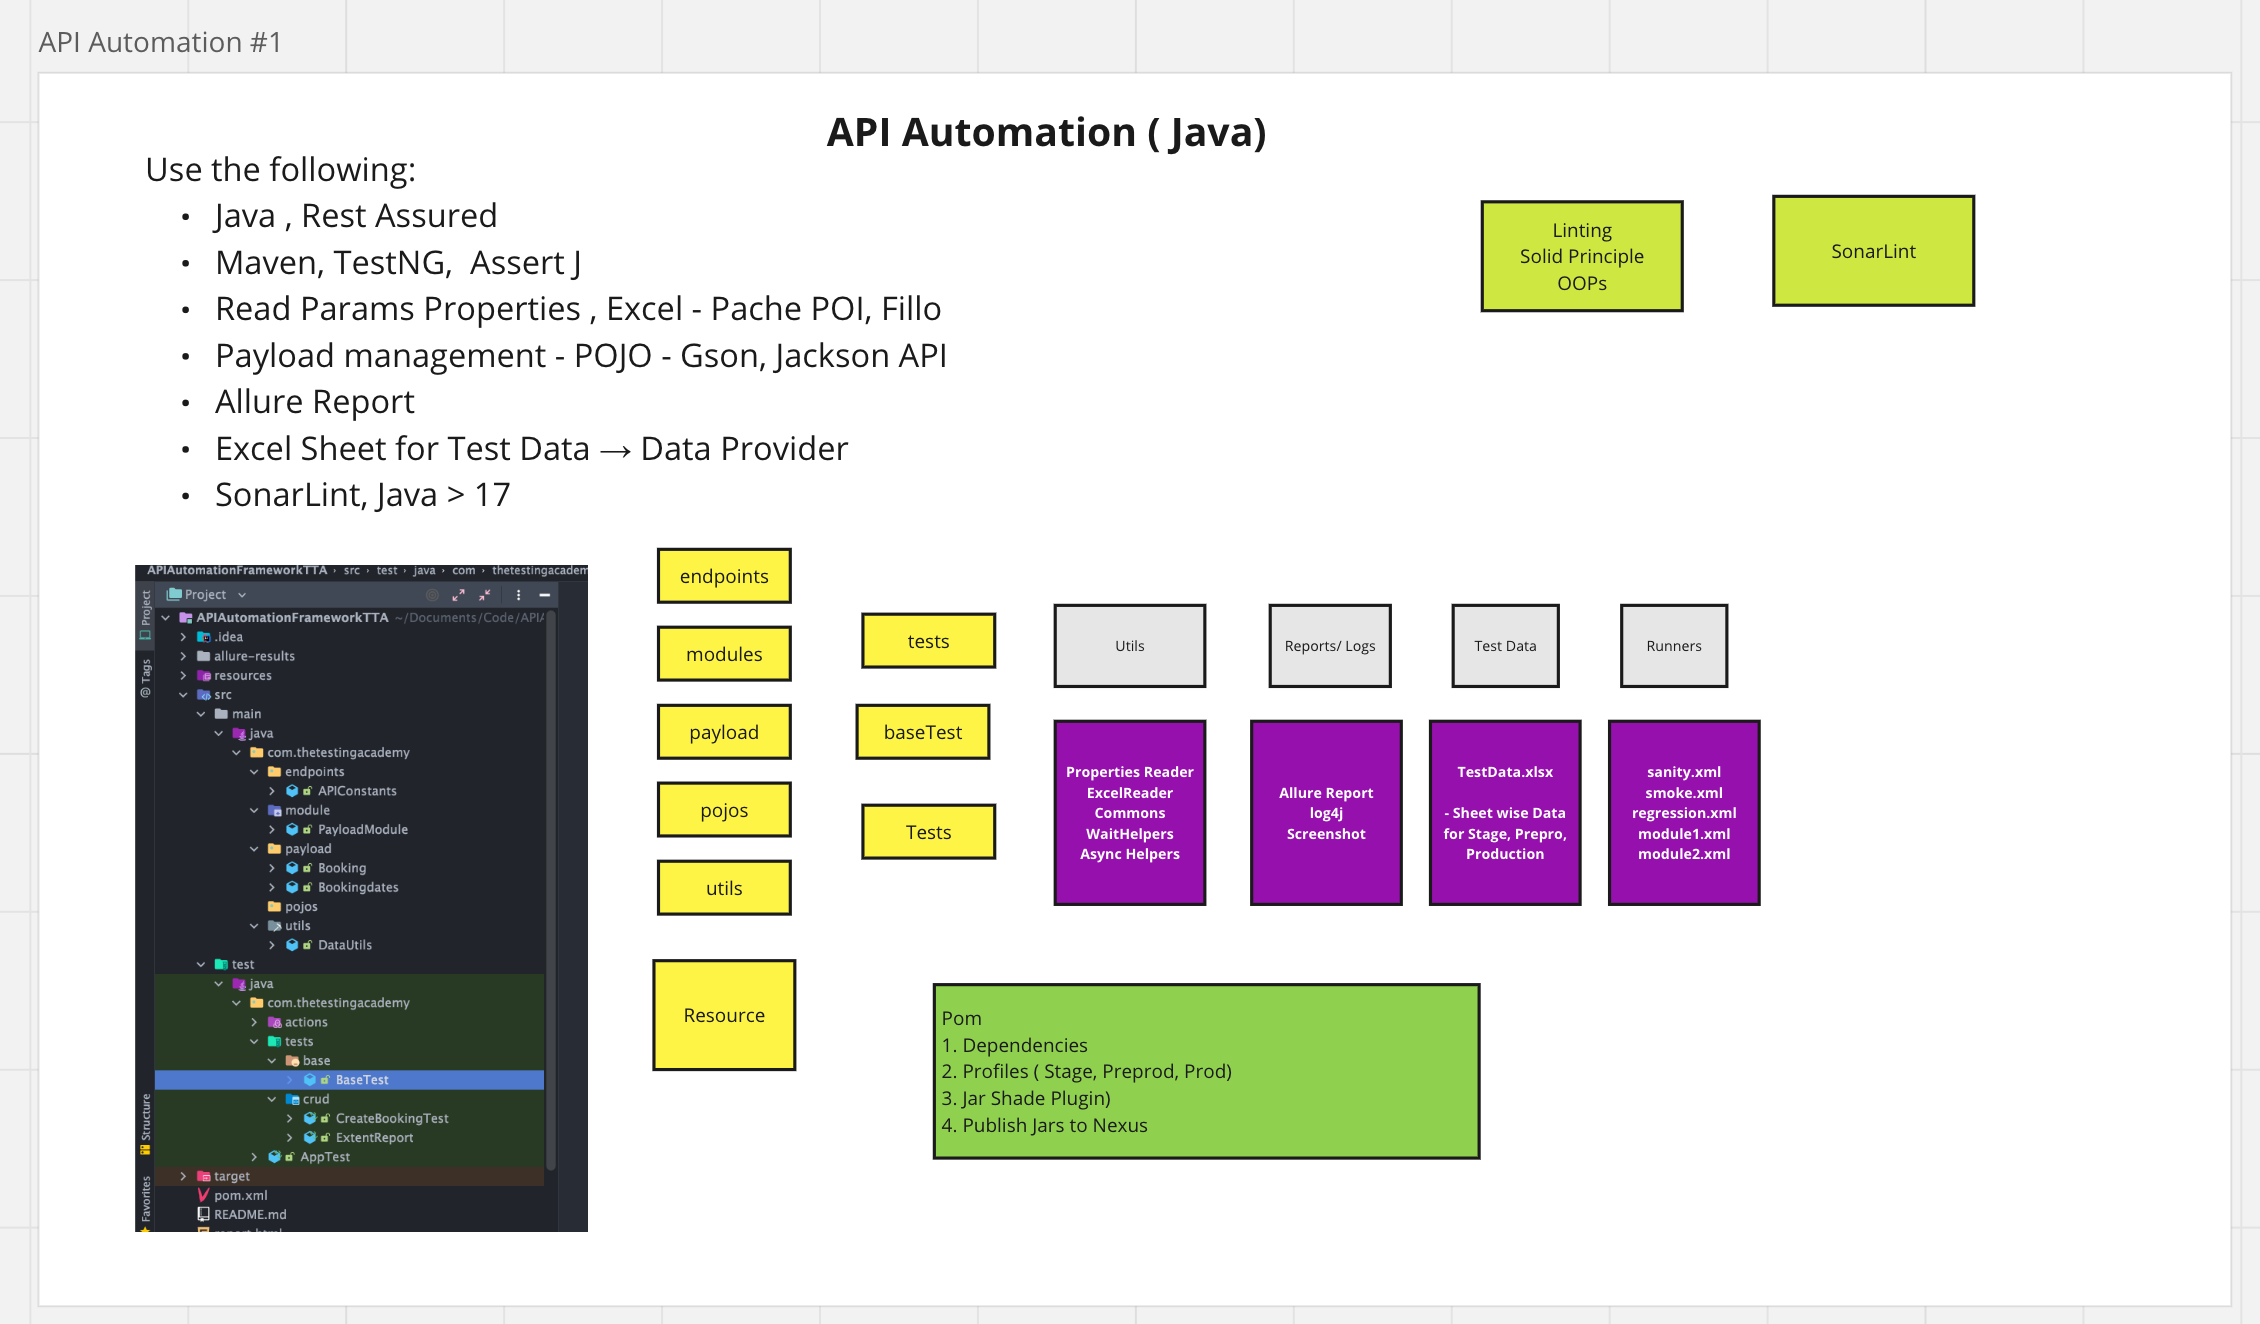 API Automation #1
API Automation ( Java)
Use the following:
• Java , Rest Assured
• Maven, TestNG,  Assert J
• Read Params Properties , Excel - Pache POI, Fillo
• Payload management - POJO - Gson, Jackson API
• Allure Report
• Excel Sheet for Test Data → Data Provider
• SonarLint, Java > 17
Linting
Solid Principle
OOPs
SonarLint
APIAutomationFrameworkTTA › src › test › java › com › thetestingacadem
Project
Project
APIAutomationFrameworkTTA ~/Documents/Code/API/
.idea
allure-results
resources
src
main
java
com.thetestingacademy
endpoints
APIConstants
module
PayloadModule
payload
Booking
Bookingdates
pojos
utils
DataUtils
test
java
com.thetestingacademy
actions
tests
base
BaseTest
crud
CreateBookingTest
ExtentReport
AppTest
target
pom.xml
README.md
@ Tags
Structure
Favorites
endpoints
modules
payload
pojos
utils
Resource
tests
baseTest
Tests
Utils
Properties Reader
ExcelReader
Commons
WaitHelpers
Async Helpers
Reports/ Logs
Allure Report
log4j
Screenshot
Test Data
TestData.xlsx
- Sheet wise Data
for Stage, Prepro,
Production
Runners
sanity.xml
smoke.xml
regression.xml
module1.xml
module2.xml
Pom
1. Dependencies
2. Profiles ( Stage, Preprod, Prod)
3. Jar Shade Plugin)
4. Publish Jars to Nexus